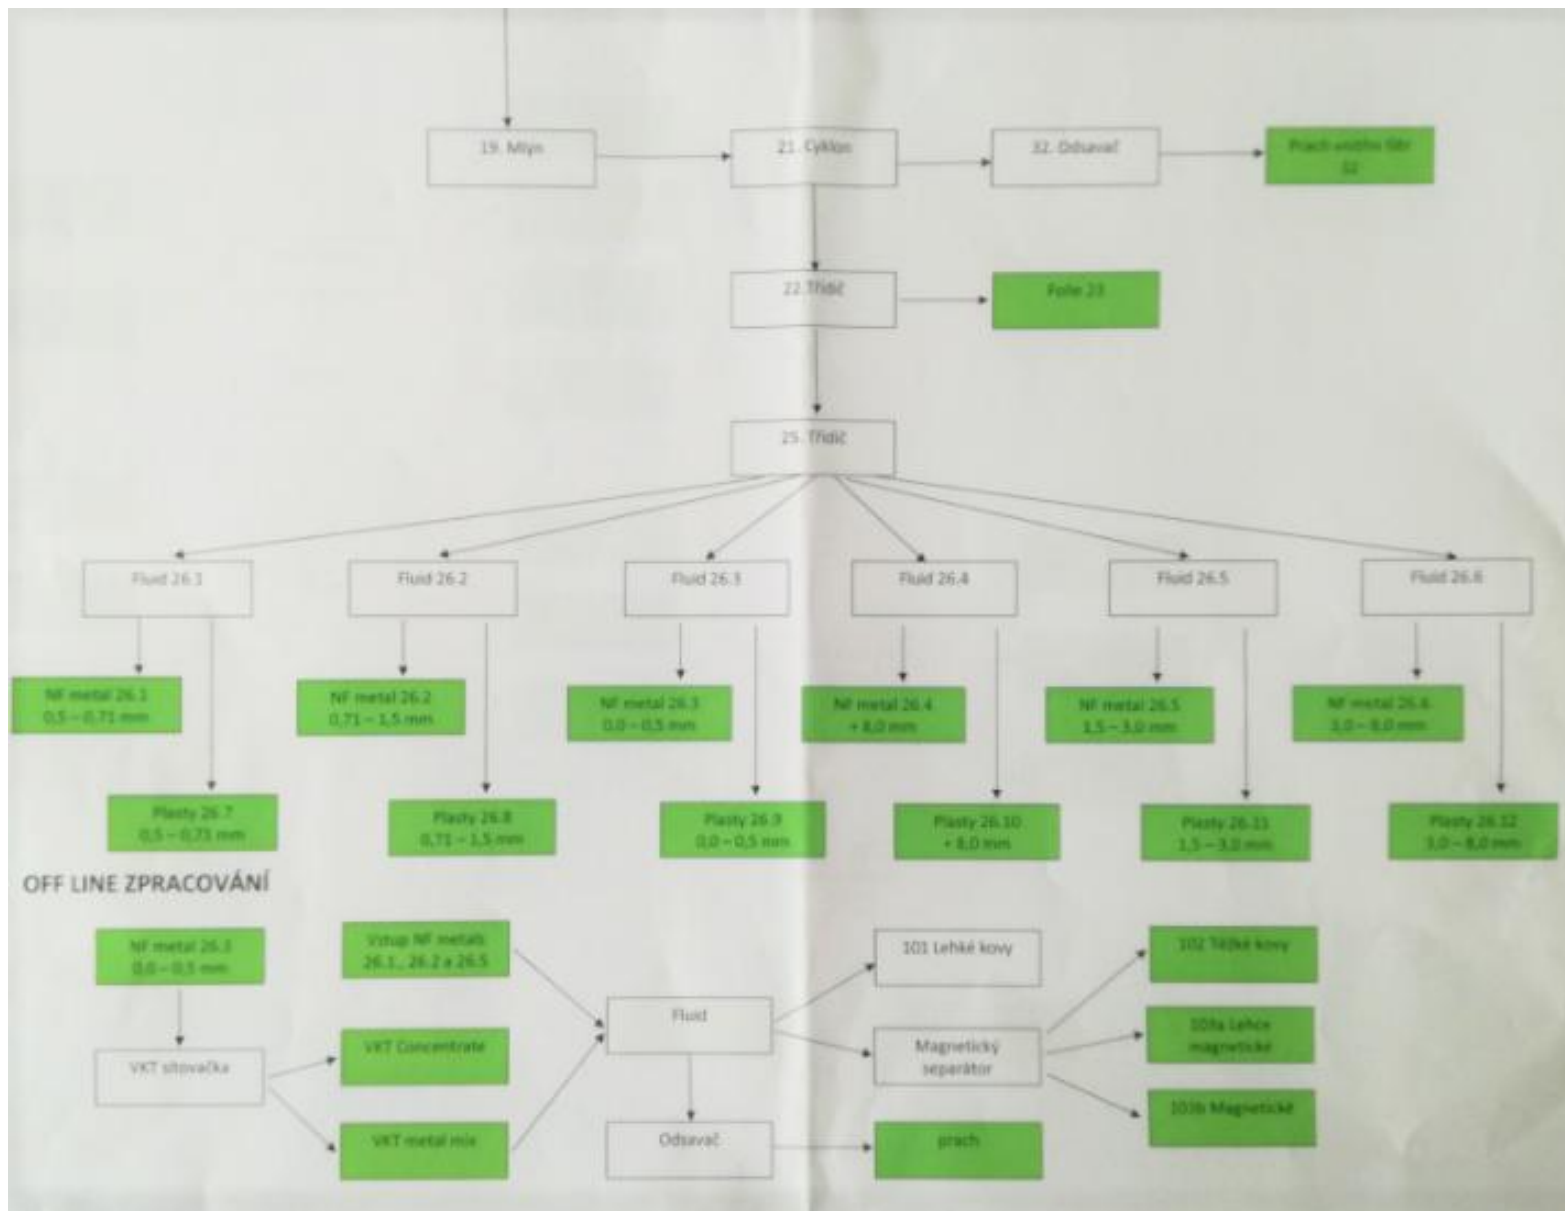 19. Mlýn
21. Cyklon
32. Odsavač
Prach vnitřní filtr
32
22. Třídič
Folie 23
25. Třídič
Fluid 26.1
Fluid 26.2
Fluid 26.3
Fluid 26.4
Fluid 26.5
Fluid 26.6
NF metal 26.1
0,5 – 0,71 mm
NF metal 26.2
0,71 – 1,5 mm
NF metal 26.3
0,0 – 0,5 mm
NF metal 26.4
+ 8,0 mm
NF metal 26.5
1,5 – 3,0 mm
NF metal 26.6
3,0 – 8,0 mm
Plasty 26.7
0,5 – 0,71 mm
Plasty 26.8
0,71 – 1,5 mm
Plasty 26.9
0,0 – 0,5 mm
Plasty 26.10
+ 8,0 mm
Plasty 26.11
1,5 – 3,0 mm
Plasty 26.12
3,0 – 8,0 mm
OFF LINE ZPRACOVÁNÍ
NF metal 26.3
0,0 – 0,5 mm
Vstup NF metals
26.1., 26.2 a 26.5
101 Lehké kovy
102 Těžké kovy
Fluid
103a Lehce
magnetické
VKT sítovačka
VKT Concentrate
Magnetický
separátor
103b Magnetické
VKT metal mix
Odsavač
prach